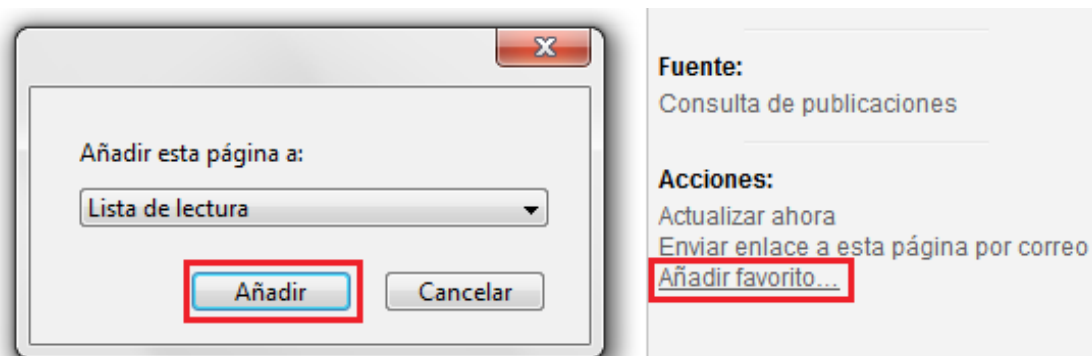 Añadir esta página a:
Lista de lectura
Añadir
Cancelar
Fuente:
Consulta de publicaciones
Acciones:
Actualizar ahora
Enviar enlace a esta página por correo
Añadir favorito...